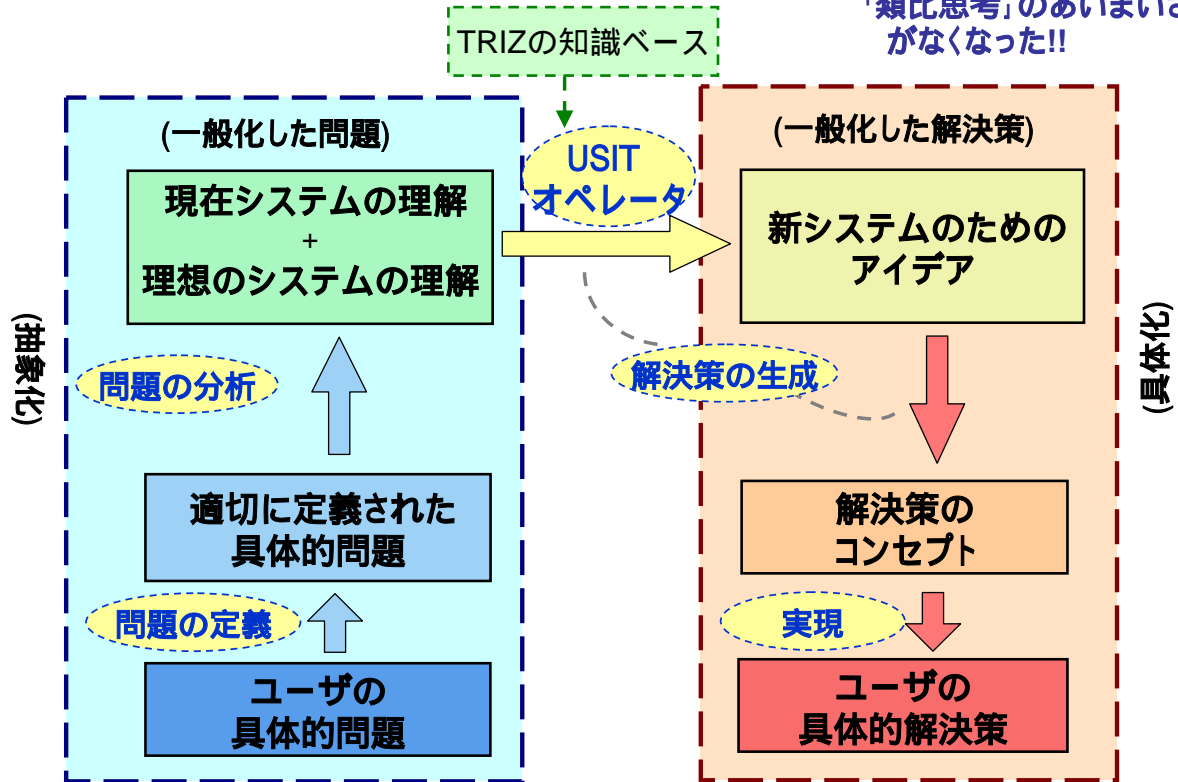 「類比思考」のあいまいさ
がなくなった!!
TRIZの知識ベース
(一般化した問題)
現在システムの理解
+
理想のシステムの理解
USIT
オペレータ
(一般化した解決策)
新システムのための
アイデア
(抽象化)
問題の分析
解決策の生成
(具体化)
適切に定義された
具体的問題
解決策の
コンセプト
問題の定義
実現
ユーザの
具体的問題
ユーザの
具体的解決策